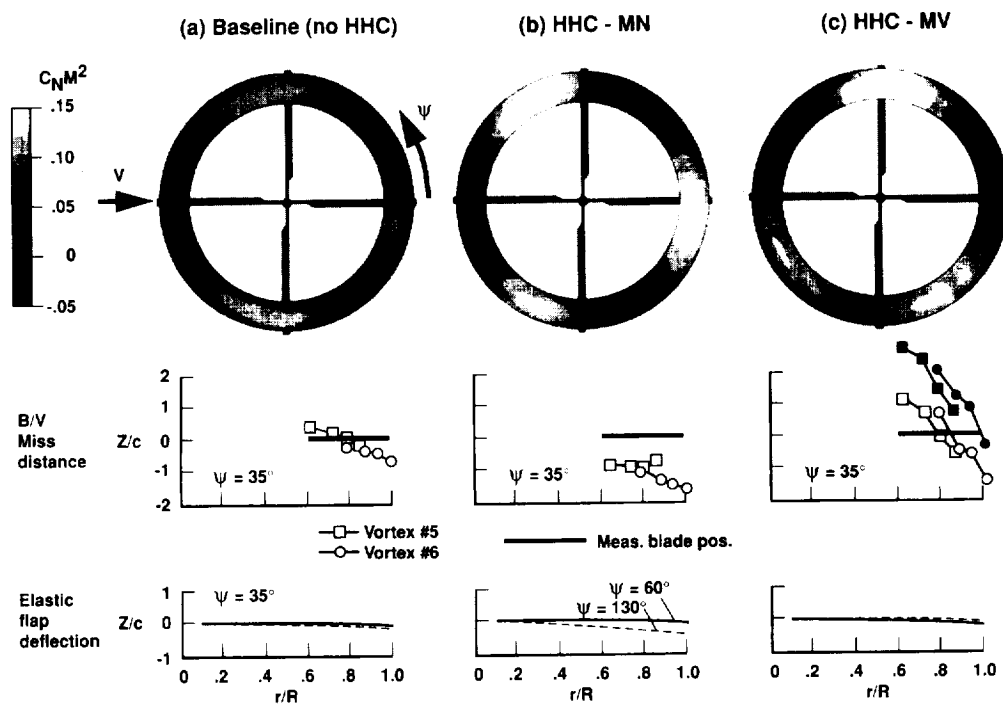 (a) Baseline (no HHC)
(b) HHC - MN
(c) HHC - MV
CNM²
.15
.10
.05
0
-.05
V
ψ
B/V
Miss
distance
Z/c
2
1
0
-1
-2
ψ = 35°
ψ = 35°
ψ = 35°
Vortex #5
Vortex #6
Meas. blade pos.
Elastic
flap
deflection
Z/c
1
0
-1
ψ = 35°
ψ = 60°
ψ = 130°
0 .2 .4 .6 .8 1.0
r/R
0 .2 .4 .6 .8 1.0
r/R
0 .2 .4 .6 .8 1.0
r/R